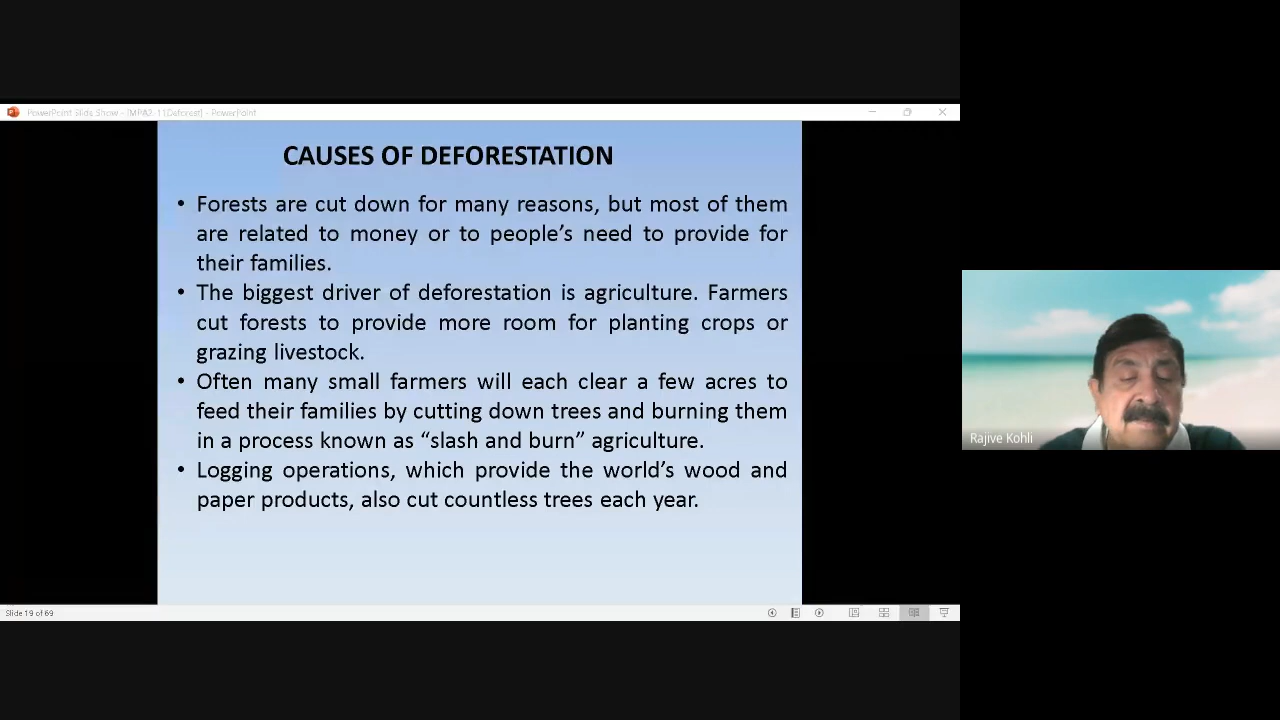 PowerPoint Slide Show - [MPA2_11Deforest] - PowerPoint
CAUSES OF DEFORESTATION
• Forests are cut down for many reasons, but most of them
are related to money or to people’s need to provide for
their families.
• The biggest driver of deforestation is agriculture. Farmers
cut forests to provide more room for planting crops or
grazing livestock.
• Often many small farmers will each clear a few acres to
feed their families by cutting down trees and burning them
in a process known as “slash and burn” agriculture.
• Logging operations, which provide the world’s wood and
paper products, also cut countless trees each year.
Rajive Kohli
Slide 19 of 69